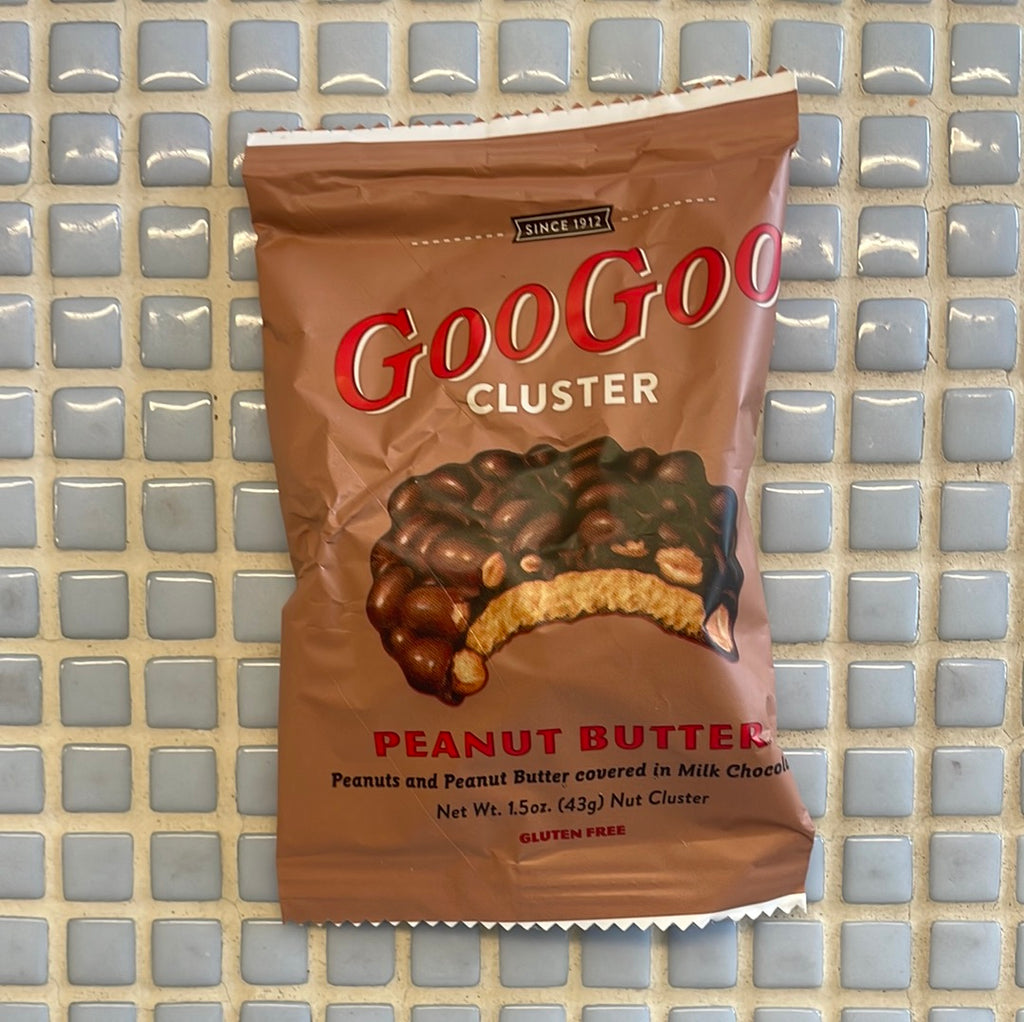 SINCE 1912
GooGoo
CLUSTER
PEANUT BUTTER
Peanuts and Peanut Butter covered in Milk Chocol
Net Wt. 1.5oz. (43g) Nut Cluster
GLUTEN FREE